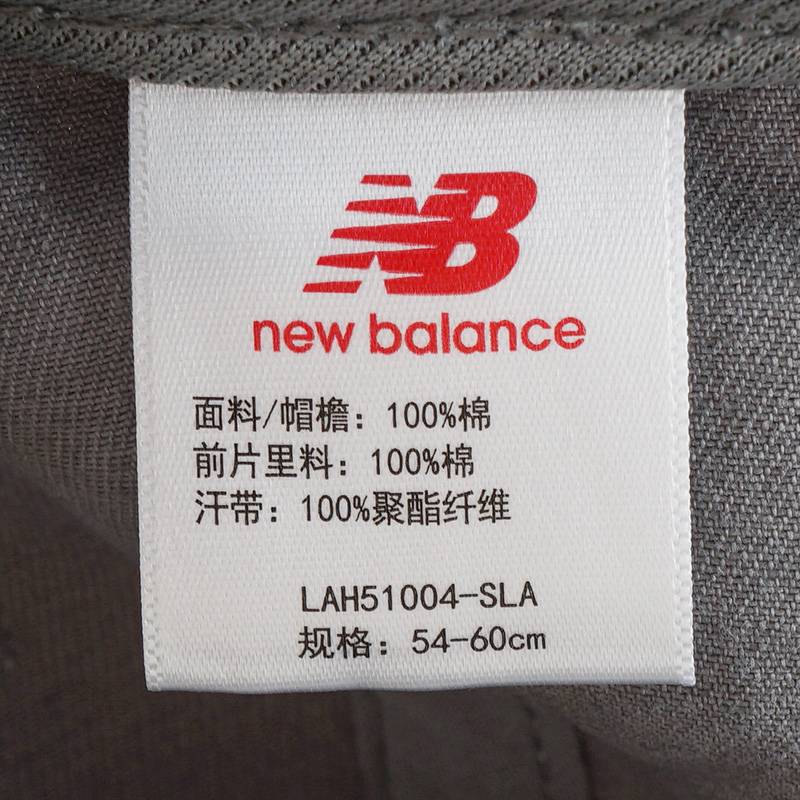 NB
new balance
面料/帽檐：100%棉
前片里料：100%棉
汗带：100%聚酯纤维
LAH51004-SLA
规格：54-60cm